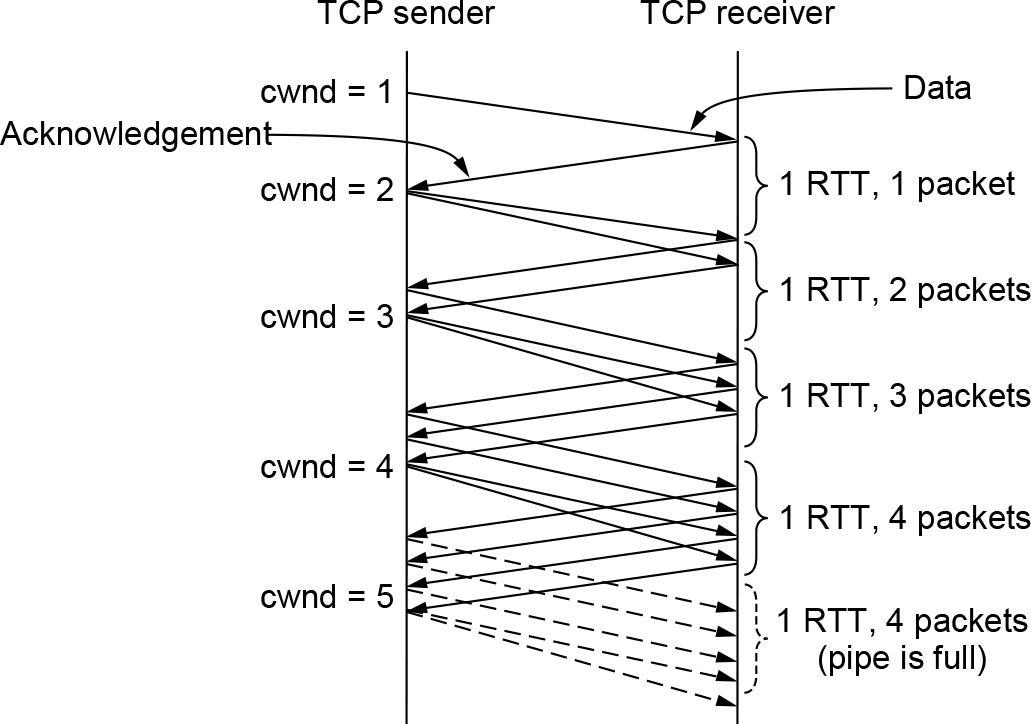 TCP sender
TCP receiver
cwnd = 1
Data
Acknowledgement
1 RTT, 1 packet
cwnd = 2
1 RTT, 2 packets
cwnd = 3
1 RTT, 3 packets
cwnd = 4
1 RTT, 4 packets
cwnd = 5
1 RTT, 4 packets
(pipe is full)